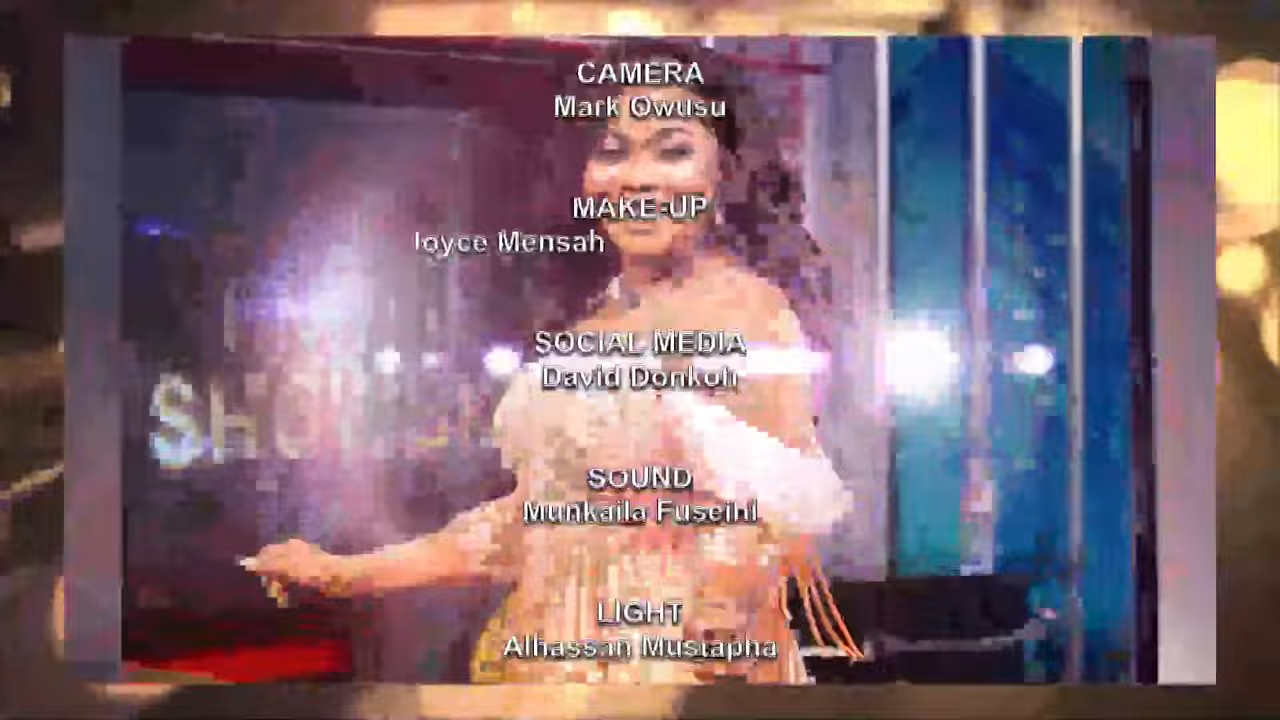 CAMERA
Mark Owusu
MAKE-UP
Joyce Mensah
SOCIAL MEDIA
David Donkoh
SOUND
Munkaila Fuseini
LIGHT
Alhassan Mustapha